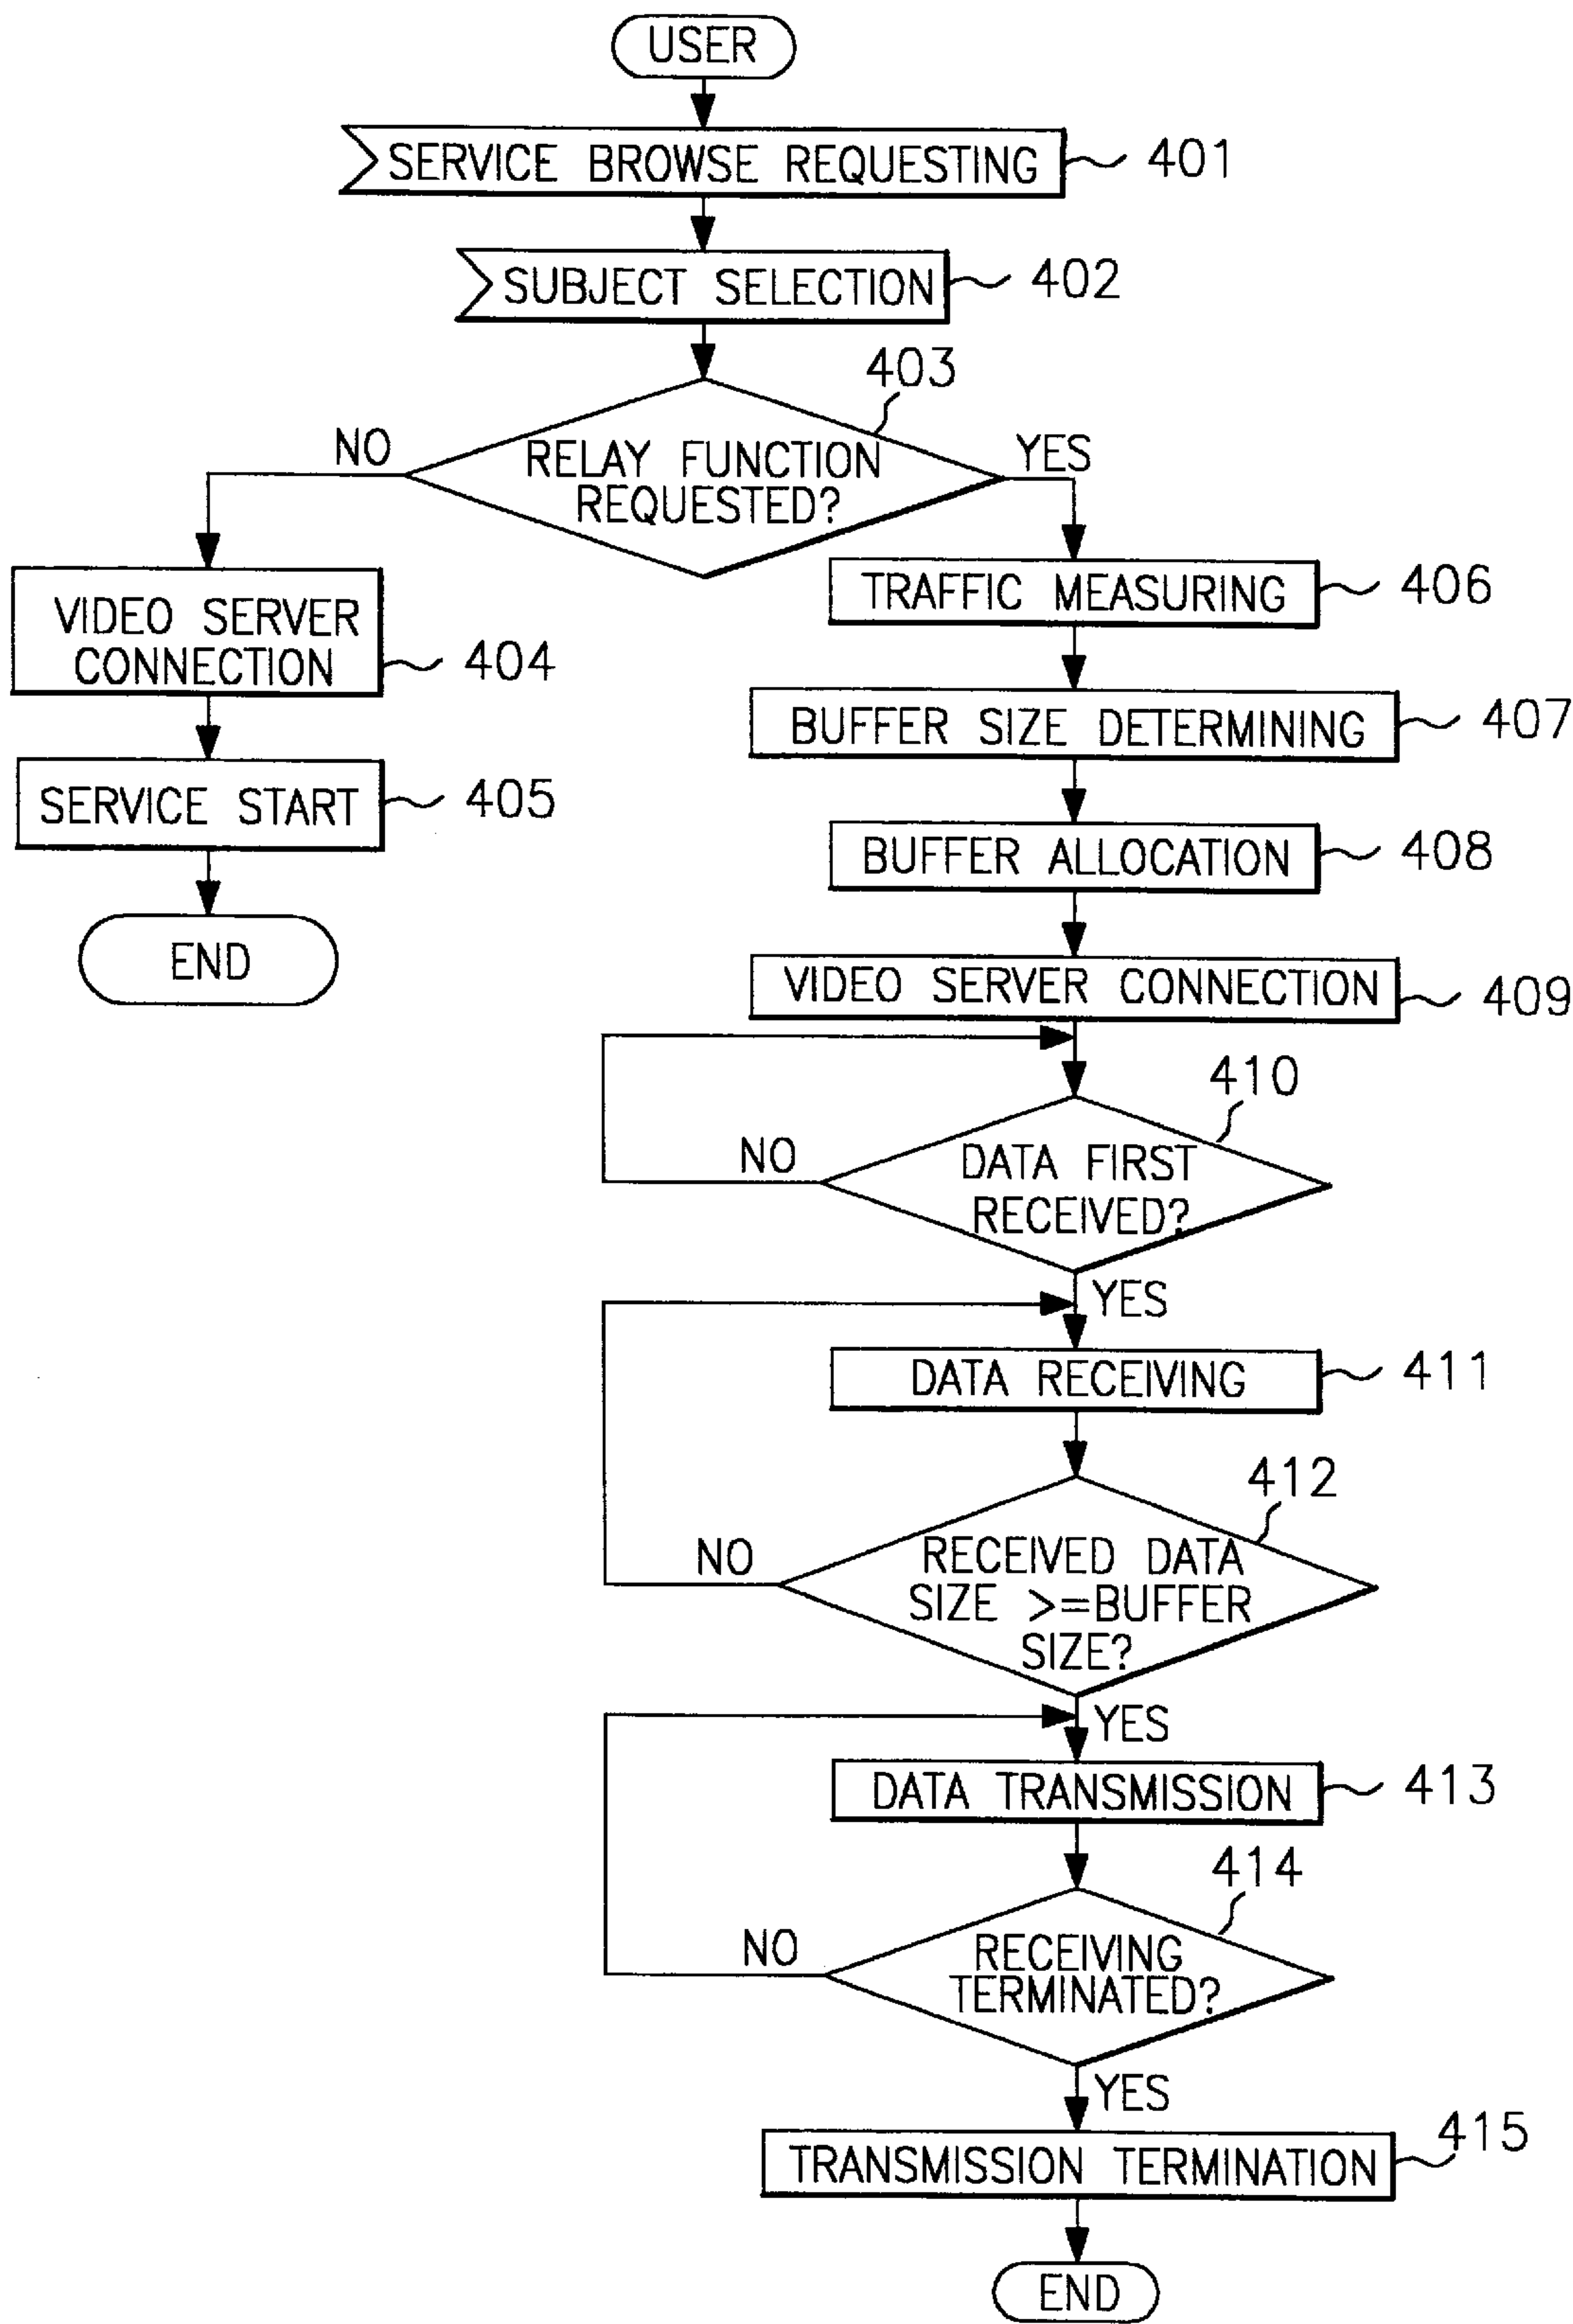 USER
SERVICE BROWSE REQUESTING
401
SUBJECT SELECTION
402
403
NO
YES
RELAY FUNCTION
REQUESTED?
VIDEO SERVER
CONNECTION
404
SERVICE START
405
END
TRAFFIC MEASURING
406
BUFFER SIZE DETERMINING
407
BUFFER ALLOCATION
408
VIDEO SERVER CONNECTION
409
410
NO
DATA FIRST
RECEIVED?
YES
DATA RECEIVING
411
412
NO
RECEIVED DATA
SIZE >=BUFFER
SIZE?
YES
DATA TRANSMISSION
413
414
NO
RECEIVING
TERMINATED?
YES
TRANSMISSION TERMINATION
415
END